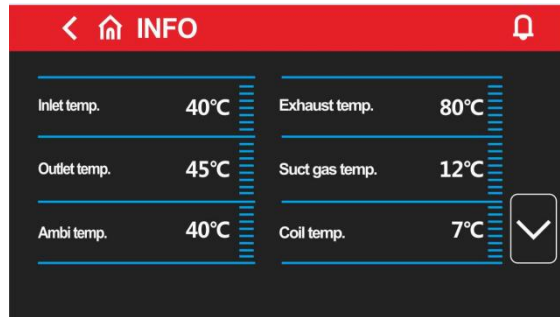 INFO
Inlet temp. 40℃ Exhaust temp. 80℃
Outlet temp. 45℃ Suct gas temp. 12℃
Ambi temp. 40℃ Coil temp. 7℃